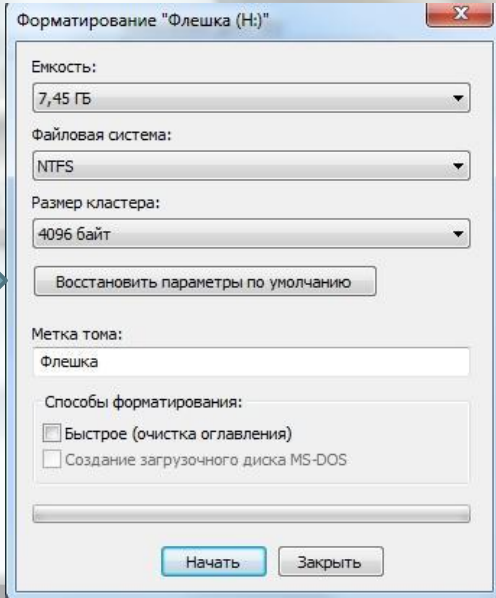 Форматирование "Флешка (H:)"
Емкость:
7,45 ГБ
Файловая система:
NTFS
Размер кластера:
4096 байт
Восстановить параметры по умолчанию
Метка тома:
Флешка
Способы форматирования:
Быстрое (очистка оглавления)
Создание загрузочного диска MS-DOS
Начать
Закрыть